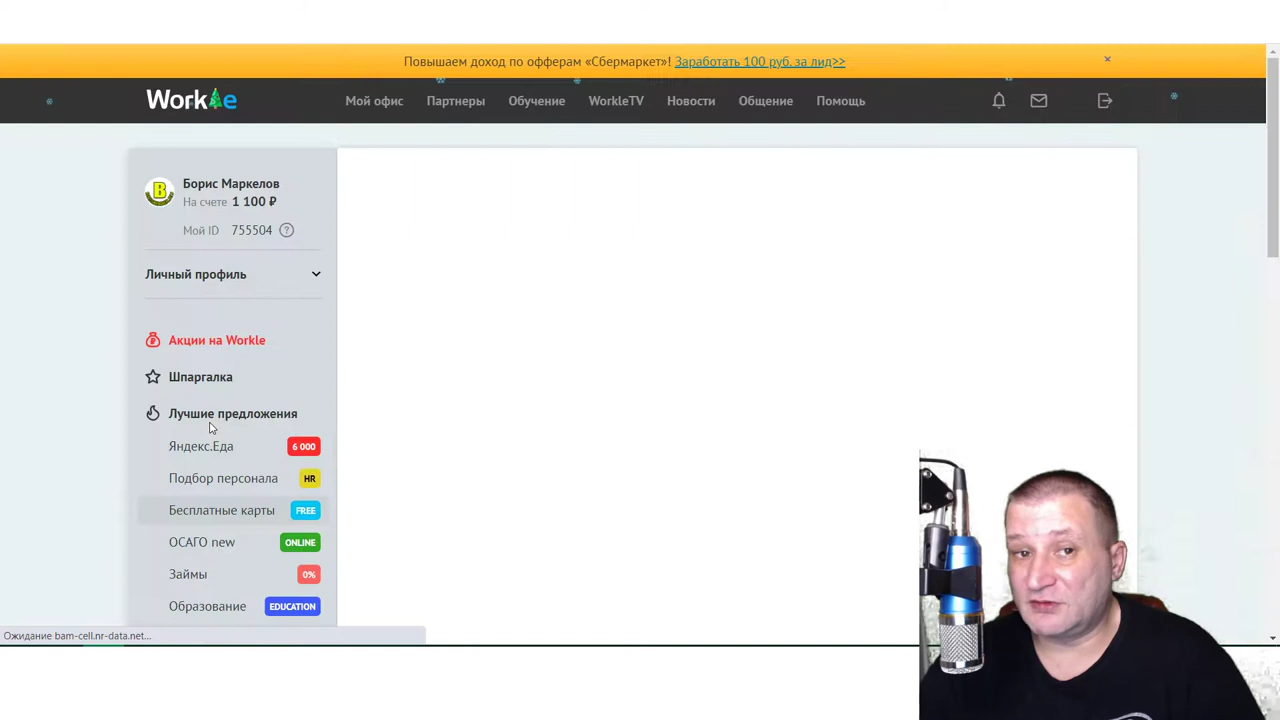 Повышаем доход по офферам «Сбермаркет»! Заработать 100 руб. за лид>>
Workle
Мой офис Партнеры Обучение WorkleTV Новости Общение Помощь
B
Борис Маркелов
На счете 1 100 ₽
Мой ID 755504 ?
Личный профиль
Акции на Workle
Шпаргалка
Лучшие предложения
Яндекс.Еда 6 000
Подбор персонала HR
Бесплатные карты FREE
ОСАГО new ONLINE
Займы 0%
Образование EDUCATION
Ожидание bam-cell.nr-data.net...